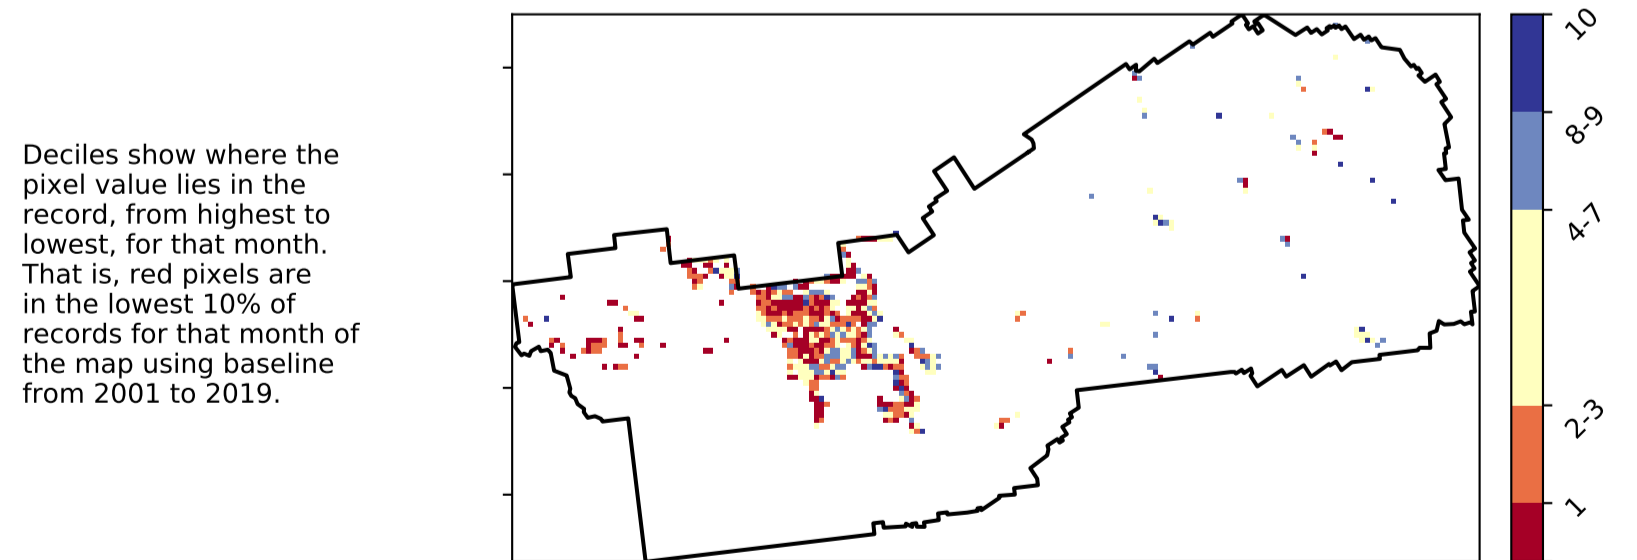 Deciles show where the
pixel value lies in the
record, from highest to
lowest, for that month.
That is, red pixels are
in the lowest 10% of
records for that month of
the map using baseline
from 2001 to 2019.
10
8-9
4-7
2-3
1